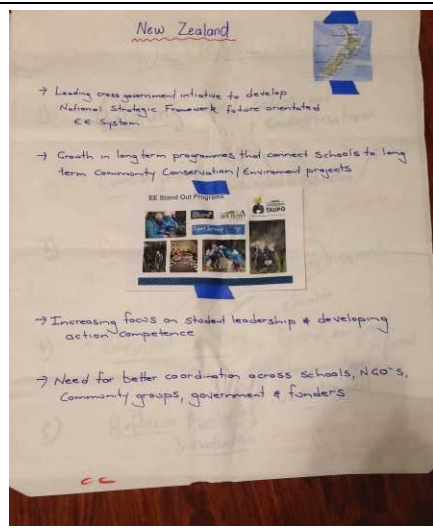 New Zealand
→ Leading cross government intiative to develop
National Strategic Framework future orientated
EE System
→ Growth in long term programmes that connect Schools to long
term Community Conservation / Enviroment projects
EE Stand Out Programs
TAUPO
→ Increasing focus on student leadership & developing
action competence
→ Need for better coordination across schools, NGO's,
Community groups, government & funders